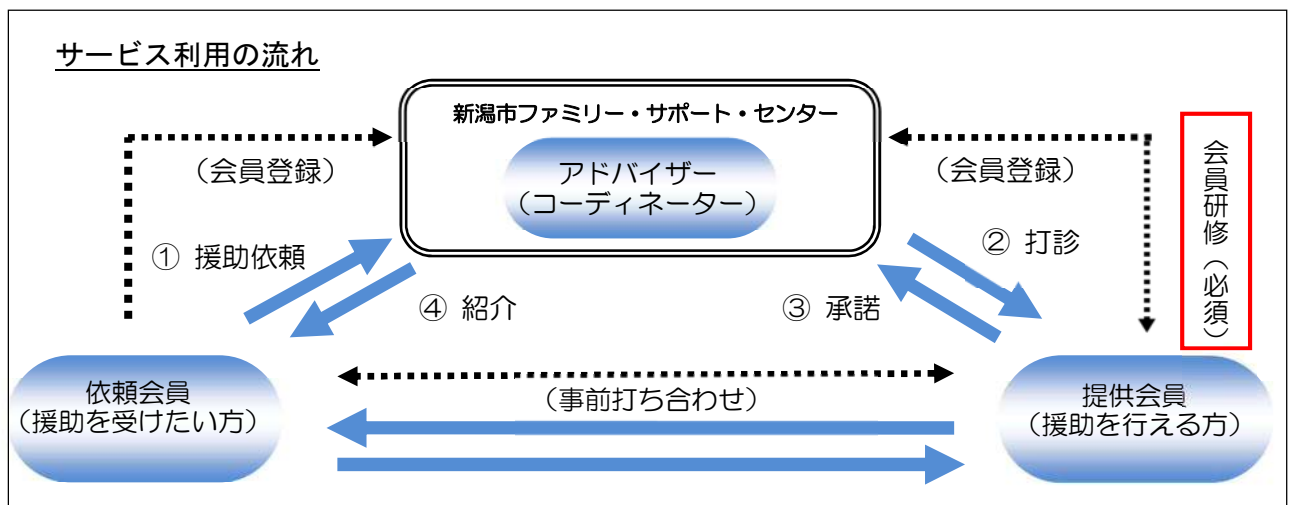 サービス利用の流れ
新潟市ファミリー・サポート・センター
アドバイザー
（コーディネーター）
（会員登録）
（会員登録）
会員研修（必須）
① 援助依頼
② 打診
④ 紹介
③ 承諾
依頼会員
（援助を受けたい方）
（事前打ち合わせ）
提供会員
（援助を行える方）